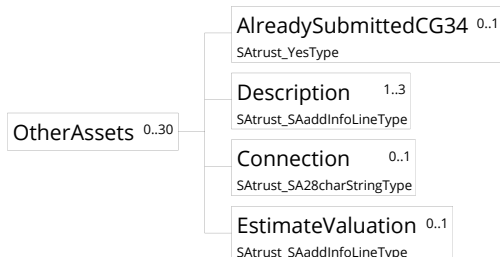 AlreadySubmittedCG34 0..1
SAtrust_YesType
Description 1..3
SAtrust_SAaddInfoLineType
OtherAssets 0..30
Connection 0..1
SAtrust_SA28charStringType
EstimateValuation 0..1
SAtrust_SAaddInfoLineType